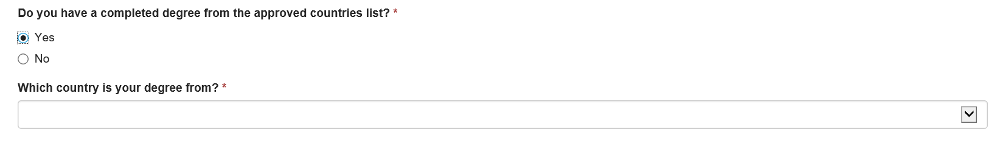 Do you have a completed degree from the approved countries list? *
Yes
No
Which country is your degree from? *